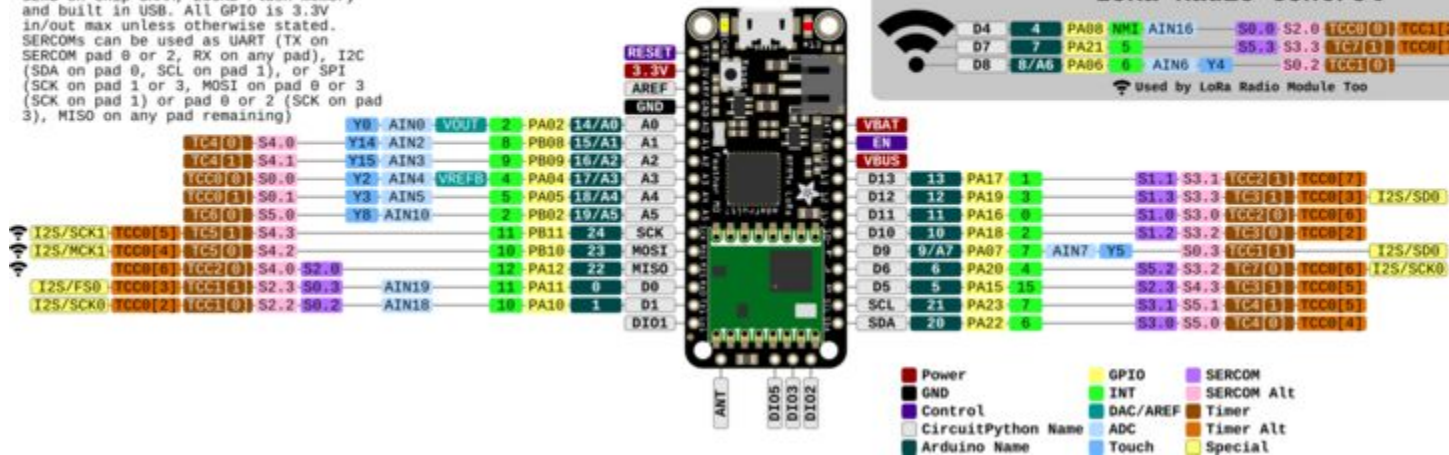 and built in USB. All GPIO is 3.3V
in/out max unless otherwise stated.
SERCOMs can be used as UART (TX on
SERCOM pad 0 or 2, RX on any pad), I2C
(SDA on pad 0, SCL on pad 1), or SPI
(SCK on pad 1 or 3, MOSI on pad 0 or 3
(SCK on pad 1) or pad 0 or 2 (SCK on pad
3), MISO on any pad remaining)
D4 4 PA08 NMI AIN16 S0.0 S2.0 TCC0[0] TCC1[2
D7 7 PA21 5 S5.3 S3.3 TC7[1] TCC0[
D8 8/A6 PA06 6 AIN6 Y4 S0.2 TCC1[0]
Used by LoRa Radio Module Too
RESET
3.3V
AREF
GND
Y0 AIN0 VOUT 2 PA02 14/A0 A0
TC4[0] S4.0 Y14 AIN2 8 PB08 15/A1 A1
TC4[1] S4.1 Y15 AIN3 9 PB09 16/A2 A2
TCC0[0] S0.0 Y2 AIN4 VREFB 4 PA04 17/A3 A3
TCC0[1] S0.1 Y3 AIN5 5 PA05 18/A4 A4
TC6[0] S5.0 Y8 AIN10 2 PB02 19/A5 A5
I2S/SCK1 TCC0[5] TC5[1] S4.3 11 PB11 24 SCK
I2S/MCK1 TCC0[4] TC5[0] S4.2 10 PB10 23 MOSI
TCC0[6] TCC2[0] S4.0 S2.0 12 PA12 22 MISO
I2S/FS0 TCC0[3] TCC1[1] S2.3 S0.3 AIN19 11 PA11 0 D0
I2S/SCK0 TCC0[2] TCC1[0] S2.2 S0.2 AIN18 10 PA10 1 D1
DIO1
VBAT
EN
VBUS
D13 13 PA17 1 S1.1 S3.1 TCC2[1] TCC0[7]
D12 12 PA19 3 S1.3 S3.3 TC3[1] TCC0[3] I2S/SD0
D11 11 PA16 0 S1.0 S3.0 TCC2[0] TCC0[6]
D10 10 PA18 2 S1.2 S3.2 TC3[0] TCC0[2]
D9 9/A7 PA07 7 AIN7 Y5 S0.3 TCC1[1] I2S/SD0
D6 6 PA20 4 S5.2 S3.2 TC7[0] TCC0[6] I2S/SCK0
D5 5 PA15 15 S2.3 S4.3 TC3[1] TCC0[5]
SCL 21 PA23 7 S3.1 S5.1 TC4[1] TCC0[5]
SDA 20 PA22 6 S3.0 S5.0 TC4[0] TCC0[4]
ANT
DIO5
DIO3
DIO2
Power
GND
Control
CircuitPython Name
Arduino Name
GPIO
INT
DAC/AREF
ADC
Touch
SERCOM
SERCOM Alt
Timer
Timer Alt
Special